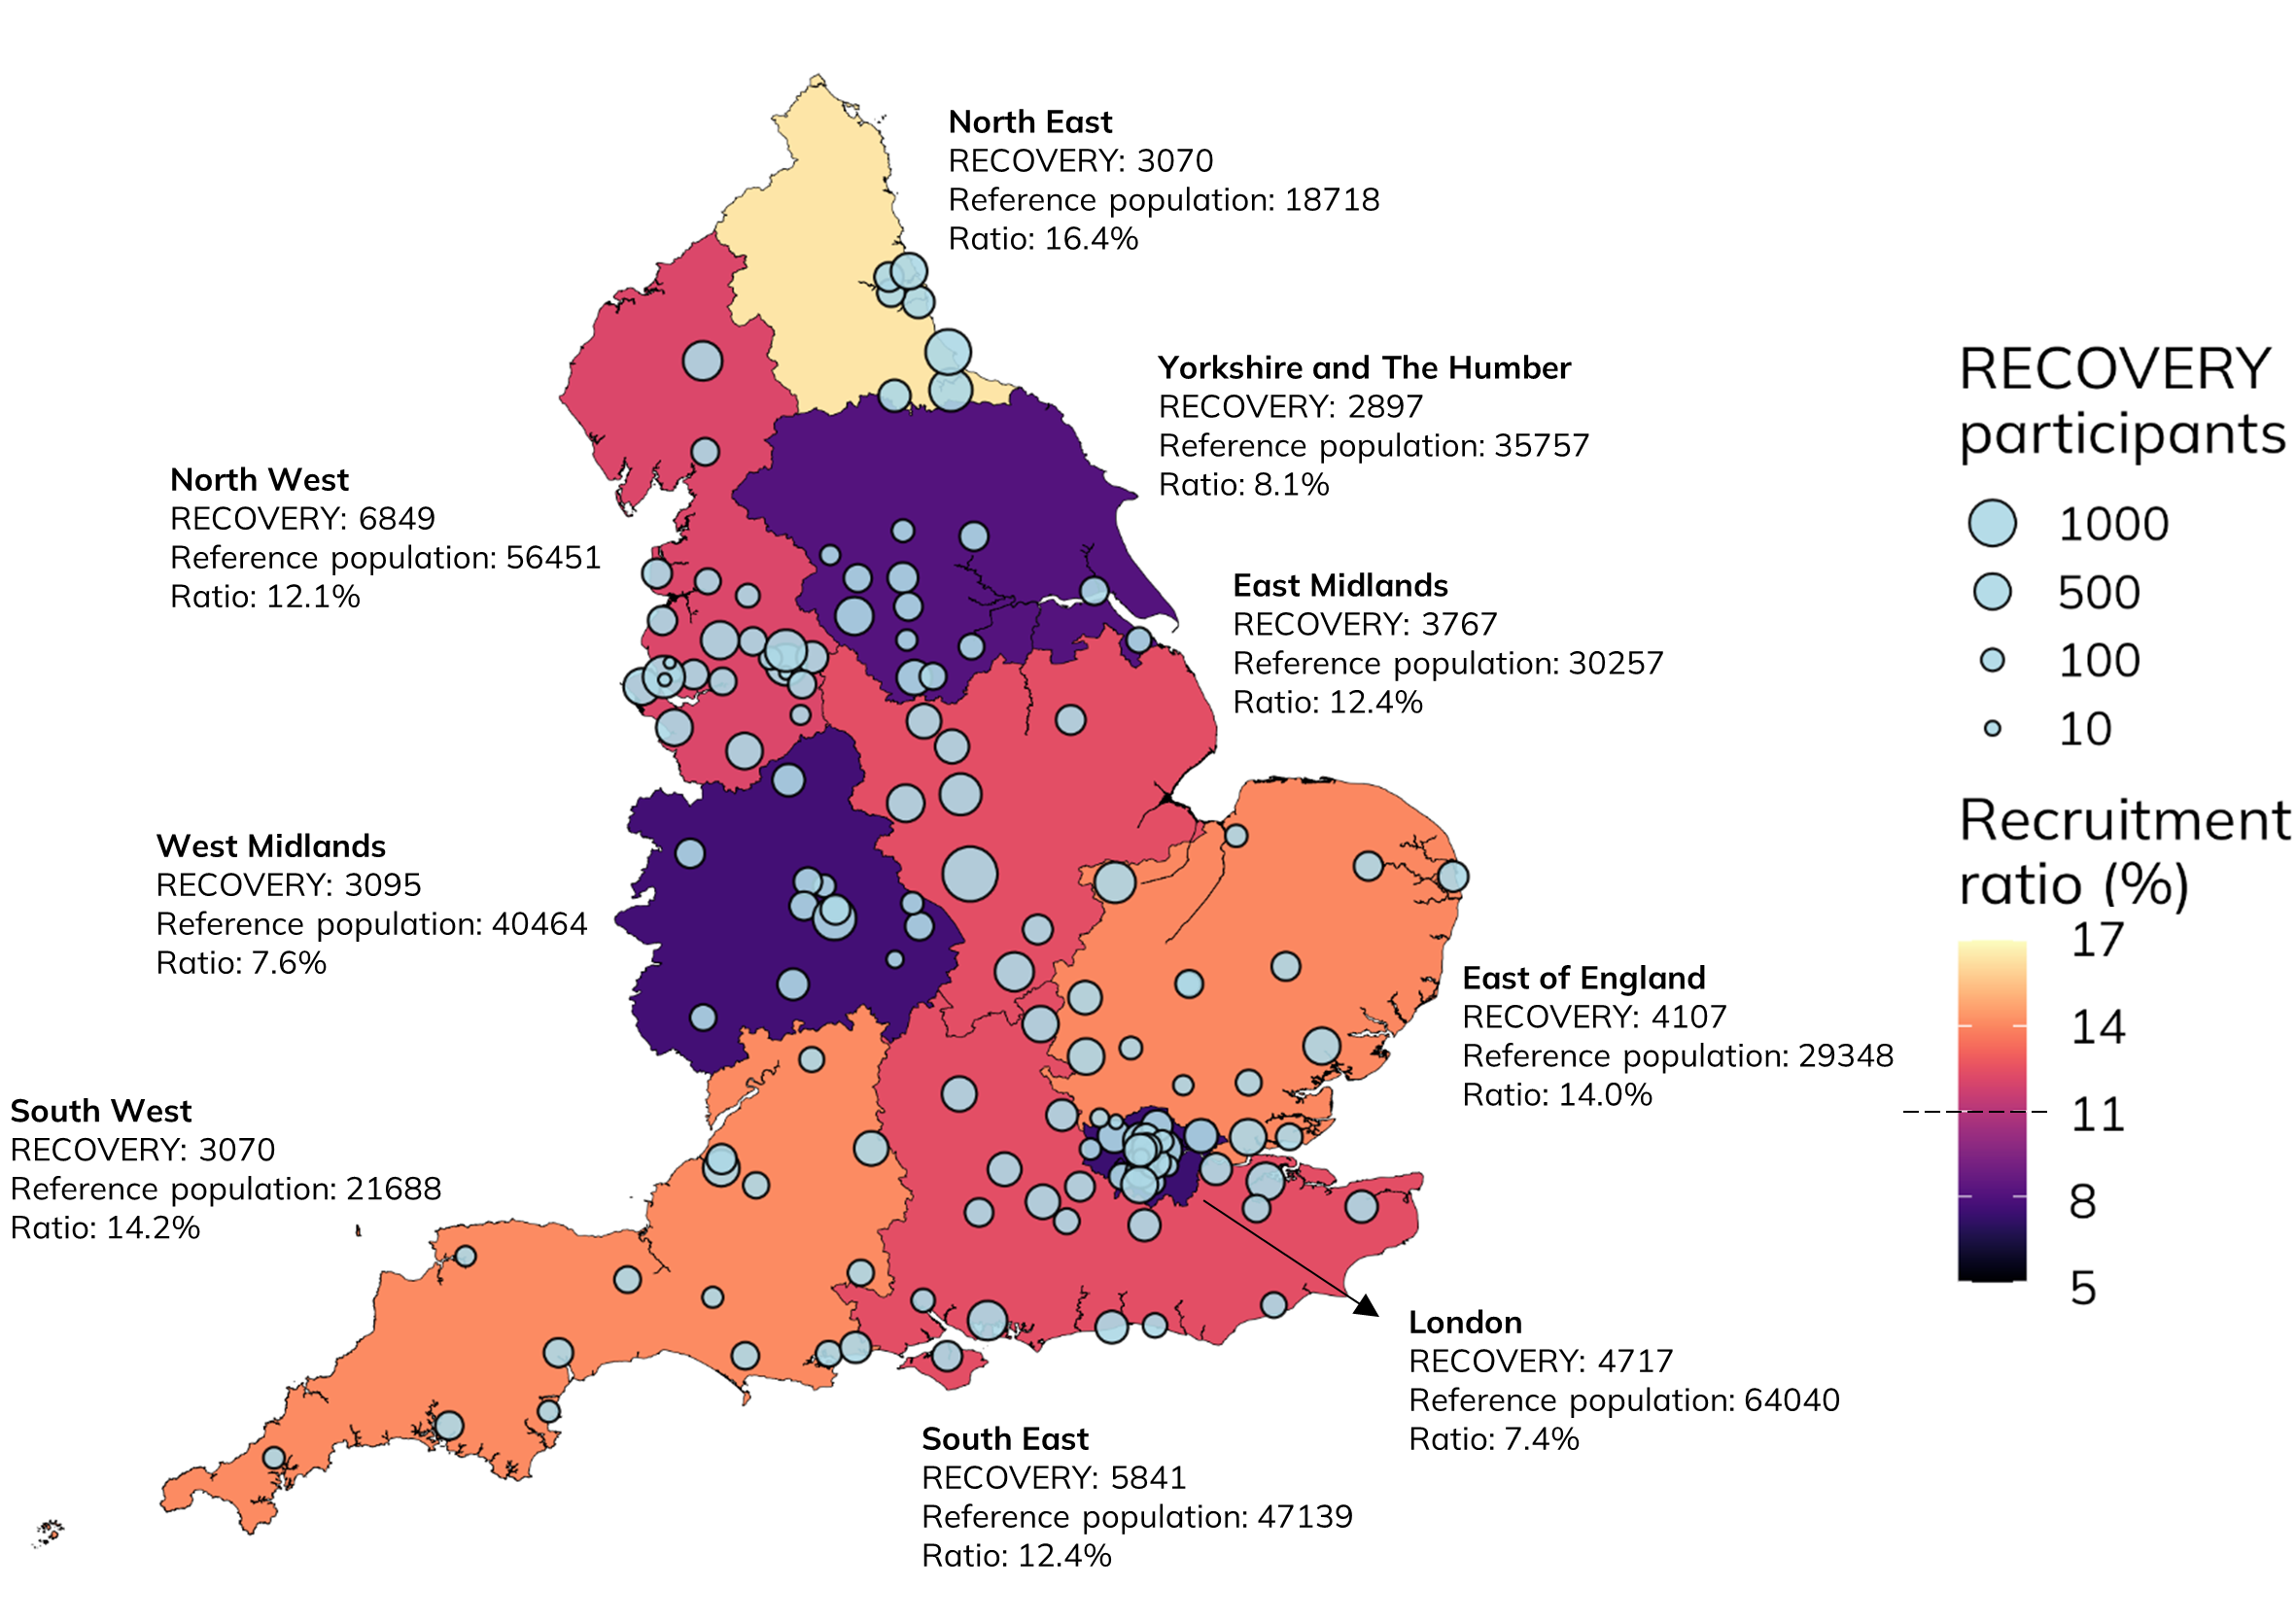 North East
RECOVERY: 3070
Reference population: 18718
Ratio: 16.4%
Yorkshire and The Humber
RECOVERY: 2897
Reference population: 35757
Ratio: 8.1%
North West
RECOVERY: 6849
Reference population: 56451
Ratio: 12.1%
East Midlands
RECOVERY: 3767
Reference population: 30257
Ratio: 12.4%
West Midlands
RECOVERY: 3095
Reference population: 40464
Ratio: 7.6%
East of England
RECOVERY: 4107
Reference population: 29348
Ratio: 14.0%
South West
RECOVERY: 3070
Reference population: 21688
Ratio: 14.2%
London
RECOVERY: 4717
Reference population: 64040
Ratio: 7.4%
South East
RECOVERY: 5841
Reference population: 47139
Ratio: 12.4%
RECOVERY
participants
1000
500
100
10
Recruitment
ratio (%)
17
14
11
8
5